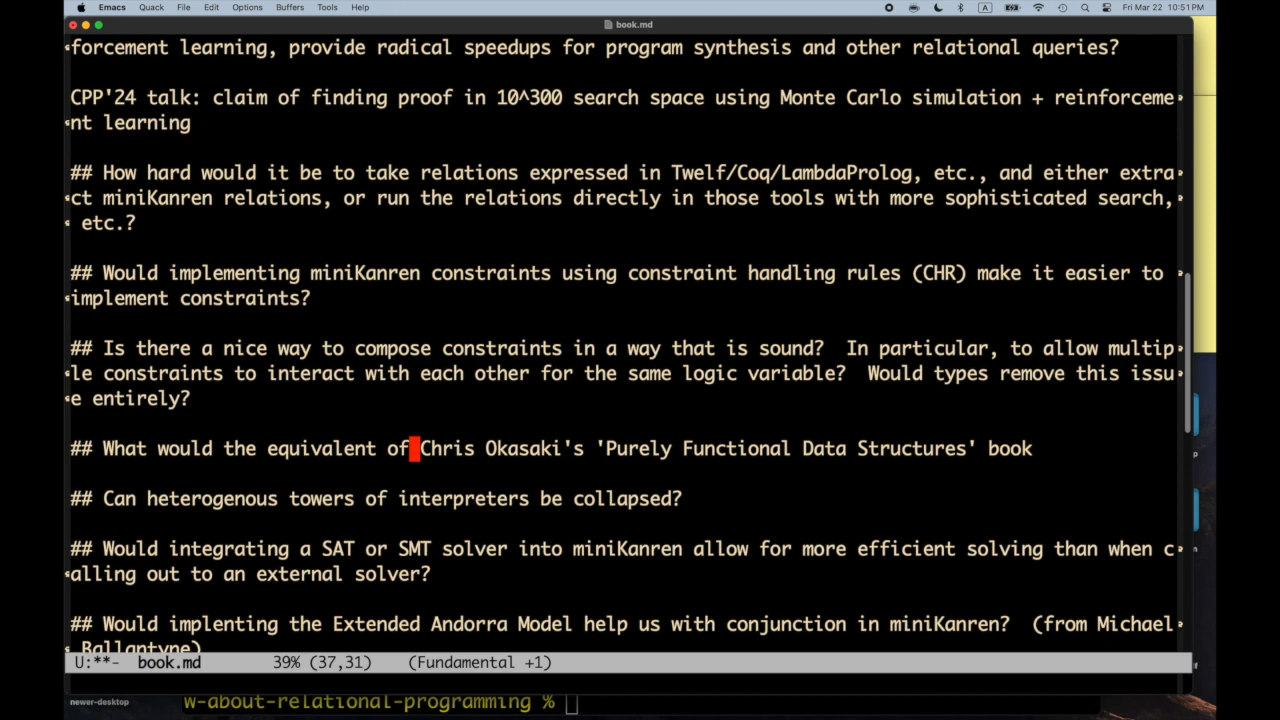 Emacs Quack File Edit Options Buffers Tools Help A Fri Mar 22 10:51 PM
book.md
forcement learning, provide radical speedups for program synthesis and other relational queries?
CPP'24 talk: claim of finding proof in 10^300 search space using Monte Carlo simulation + reinforceme
nt learning
## How hard would it be to take relations expressed in Twelf/Coq/LambdaProlog, etc., and either extra
ct miniKanren relations, or run the relations directly in those tools with more sophisticated search,
etc.?
## Would implementing miniKanren constraints using constraint handling rules (CHR) make it easier to
implement constraints?
## Is there a nice way to compose constraints in a way that is sound?  In particular, to allow multip
le constraints to interact with each other for the same logic variable?  Would types remove this issu
e entirely?
## What would the equivalent of Chris Okasaki's 'Purely Functional Data Structures' book
## Can heterogenous towers of interpreters be collapsed?
## Would integrating a SAT or SMT solver into miniKanren allow for more efficient solving than when c
alling out to an external solver?
## Would implenting the Extended Andorra Model help us with conjunction in miniKanren?  (from Michael
Ballantyne)
U:**-  book.md  39% (37,31)  (Fundamental +1)
newer-desktop
w-about-relational-programming %